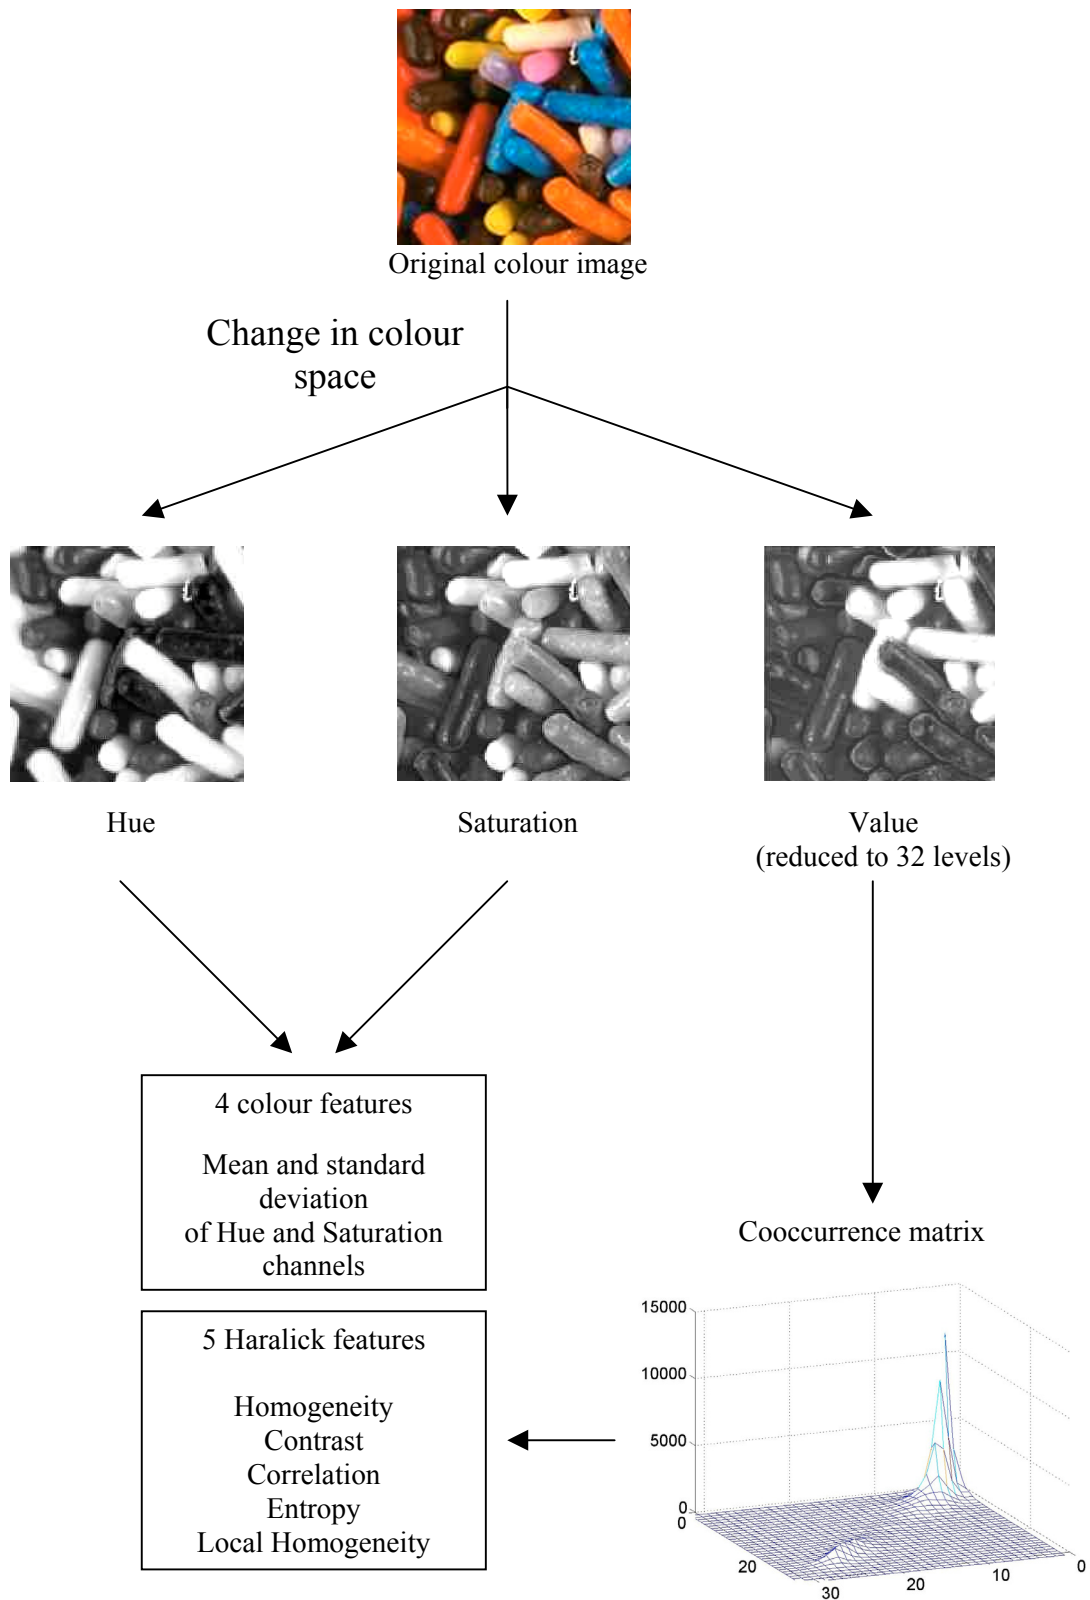 Original colour image
Change in colour
space
Hue
Saturation
Value
(reduced to 32 levels)
4 colour features
Mean and standard
deviation
of Hue and Saturation
channels
Cooccurrence matrix
5 Haralick features
Homogeneity
Contrast
Correlation
Entropy
Local Homogeneity
15000
10000
5000
0
0
20
30
20
10
0